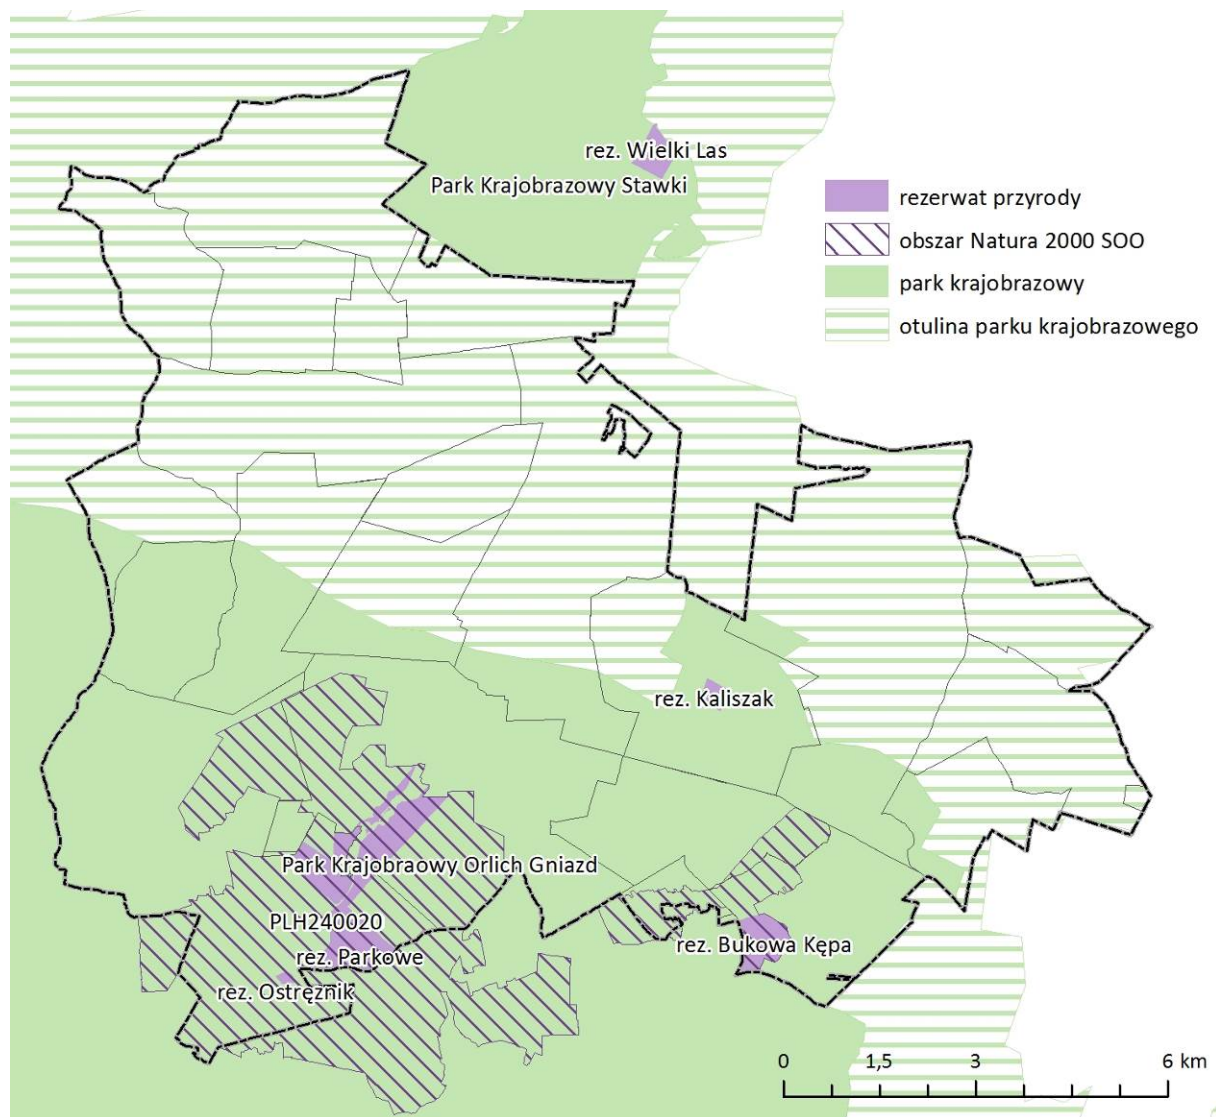 rez. Wielki Las
Park Krajobrazowy Stawki
rezerwat przyrody
obszar Natura 2000 SOO
park krajobrazowy
otulina parku krajobrazowego
rez. Kaliszak
Park Krajobraowy Orlich Gniazd
PLH240020
rez. Bukowa Kępa
rez. Parkowe
rez. Ostrężnik
0 1,5 3 6 km